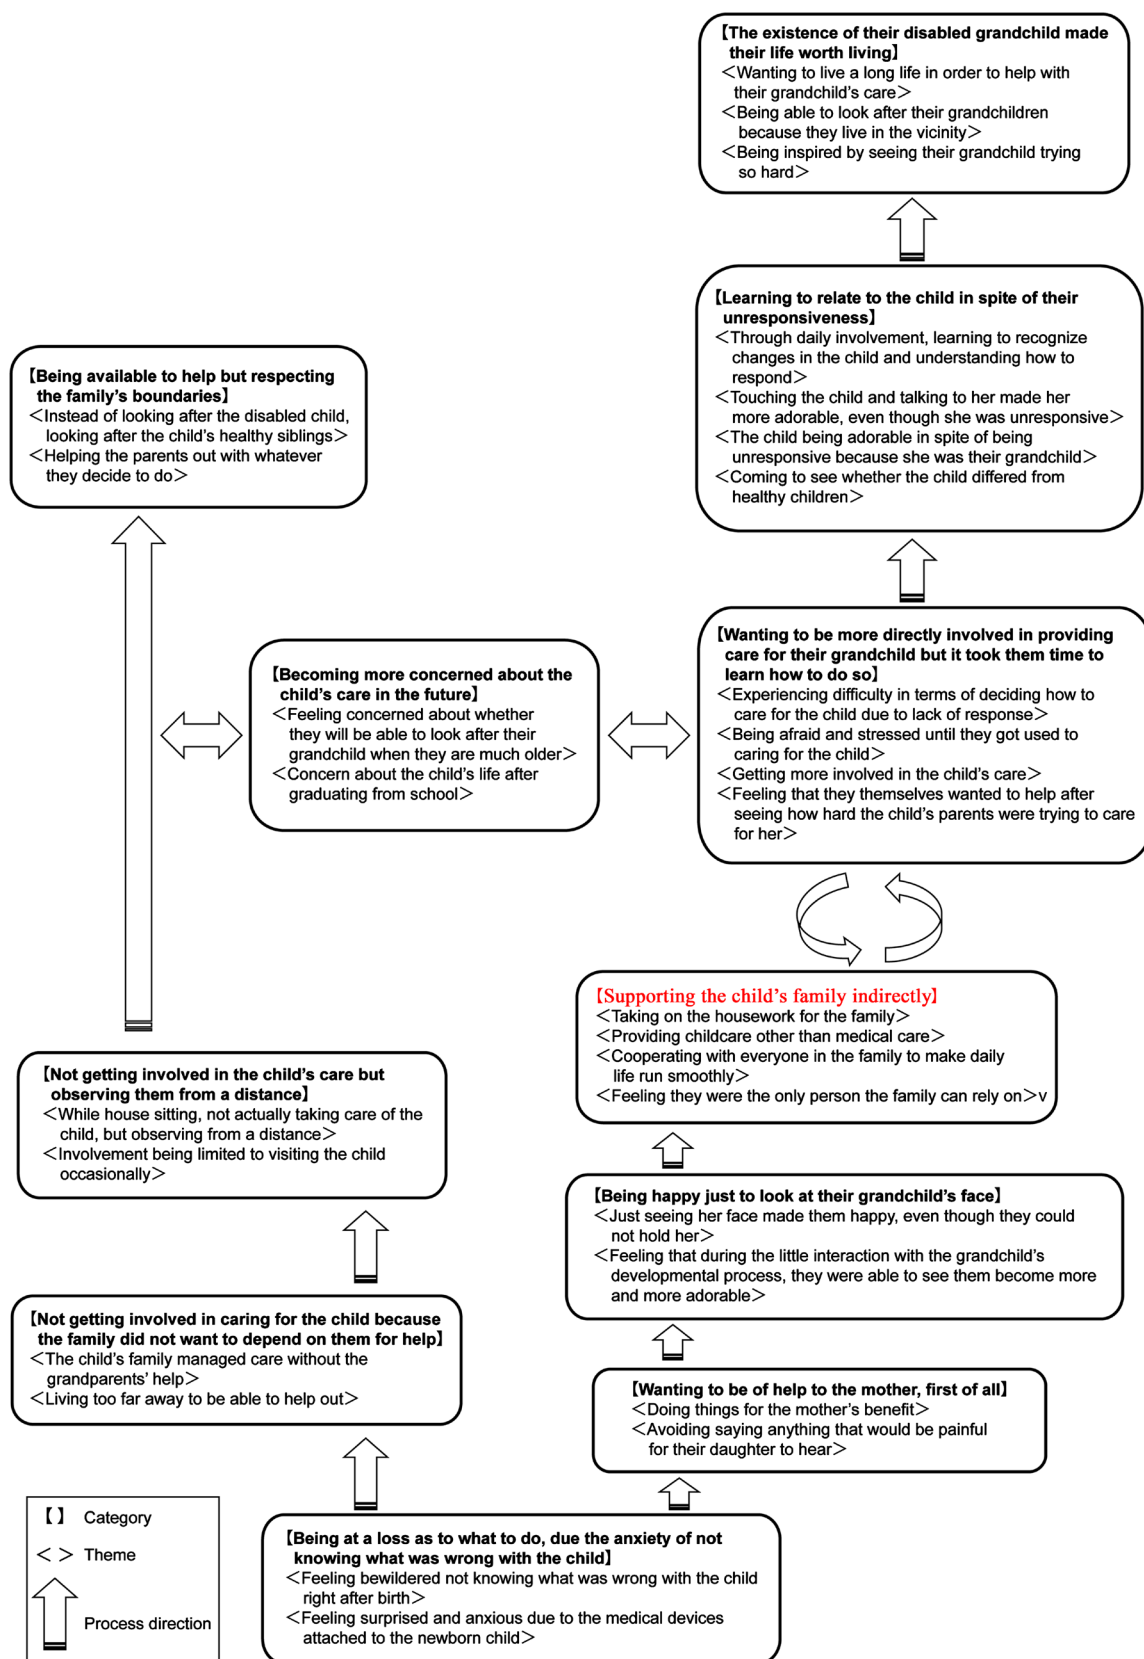 【The existence of their disabled grandchild made
their life worth living】
＜Wanting to live a long life in order to help with
their grandchild’s care＞
＜Being able to look after their grandchildren
because they live in the vicinity＞
＜Being inspired by seeing their grandchild trying
so hard＞
【Learning to relate to the child in spite of their
unresponsiveness】
＜Through daily involvement, learning to recognize
changes in the child and understanding how to
respond＞
＜Touching the child and talking to her made her
more adorable, even though she was unresponsive＞
＜The child being adorable in spite of being
unresponsive because she was their grandchild＞
＜Coming to see whether the child differed from
healthy children＞
【Being available to help but respecting
the family’s boundaries】
＜Instead of looking after the disabled child,
looking after the child’s healthy siblings＞
＜Helping the parents out with whatever
they decide to do＞
【Becoming more concerned about the
child’s care in the future】
＜Feeling concerned about whether
they will be able to look after their
grandchild when they are much older＞
＜Concern about the child’s life after
graduating from school＞
【Wanting to be more directly involved in providing
care for their grandchild but it took them time to
learn how to do so】
＜Experiencing difficulty in terms of deciding how to
care for the child due to lack of response＞
＜Being afraid and stressed until they got used to
caring for the child＞
＜Getting more involved in the child’s care＞
＜Feeling that they themselves wanted to help after
seeing how hard the child’s parents were trying to care
for her＞
【Supporting the child’s family indirectly】
＜Taking on the housework for the family＞
＜Providing childcare other than medical care＞
＜Cooperating with everyone in the family to make daily
life run smoothly＞
＜Feeling they were the only person the family can rely on＞v
【Not getting involved in the child’s care but
observing them from a distance】
＜While house sitting, not actually taking care of the
child, but observing from a distance＞
＜Involvement being limited to visiting the child
occasionally＞
【Being happy just to look at their grandchild’s face】
＜Just seeing her face made them happy, even though they could
not hold her＞
＜Feeling that during the little interaction with the grandchild’s
developmental process, they were able to see them become more
and more adorable＞
【Not getting involved in caring for the child because
the family did not want to depend on them for help】
＜The child’s family managed care without the
grandparents’ help＞
＜Living too far away to be able to help out＞
【Wanting to be of help to the mother, first of all】
＜Doing things for the mother’s benefit＞
＜Avoiding saying anything that would be painful
for their daughter to hear＞
【Being at a loss as to what to do, due the anxiety of not
knowing what was wrong with the child】
＜Feeling bewildered not knowing what was wrong with the child
right after birth＞
＜Feeling surprised and anxious due to the medical devices
attached to the newborn child＞
【 】 Category
＜ ＞ Theme
Process direction